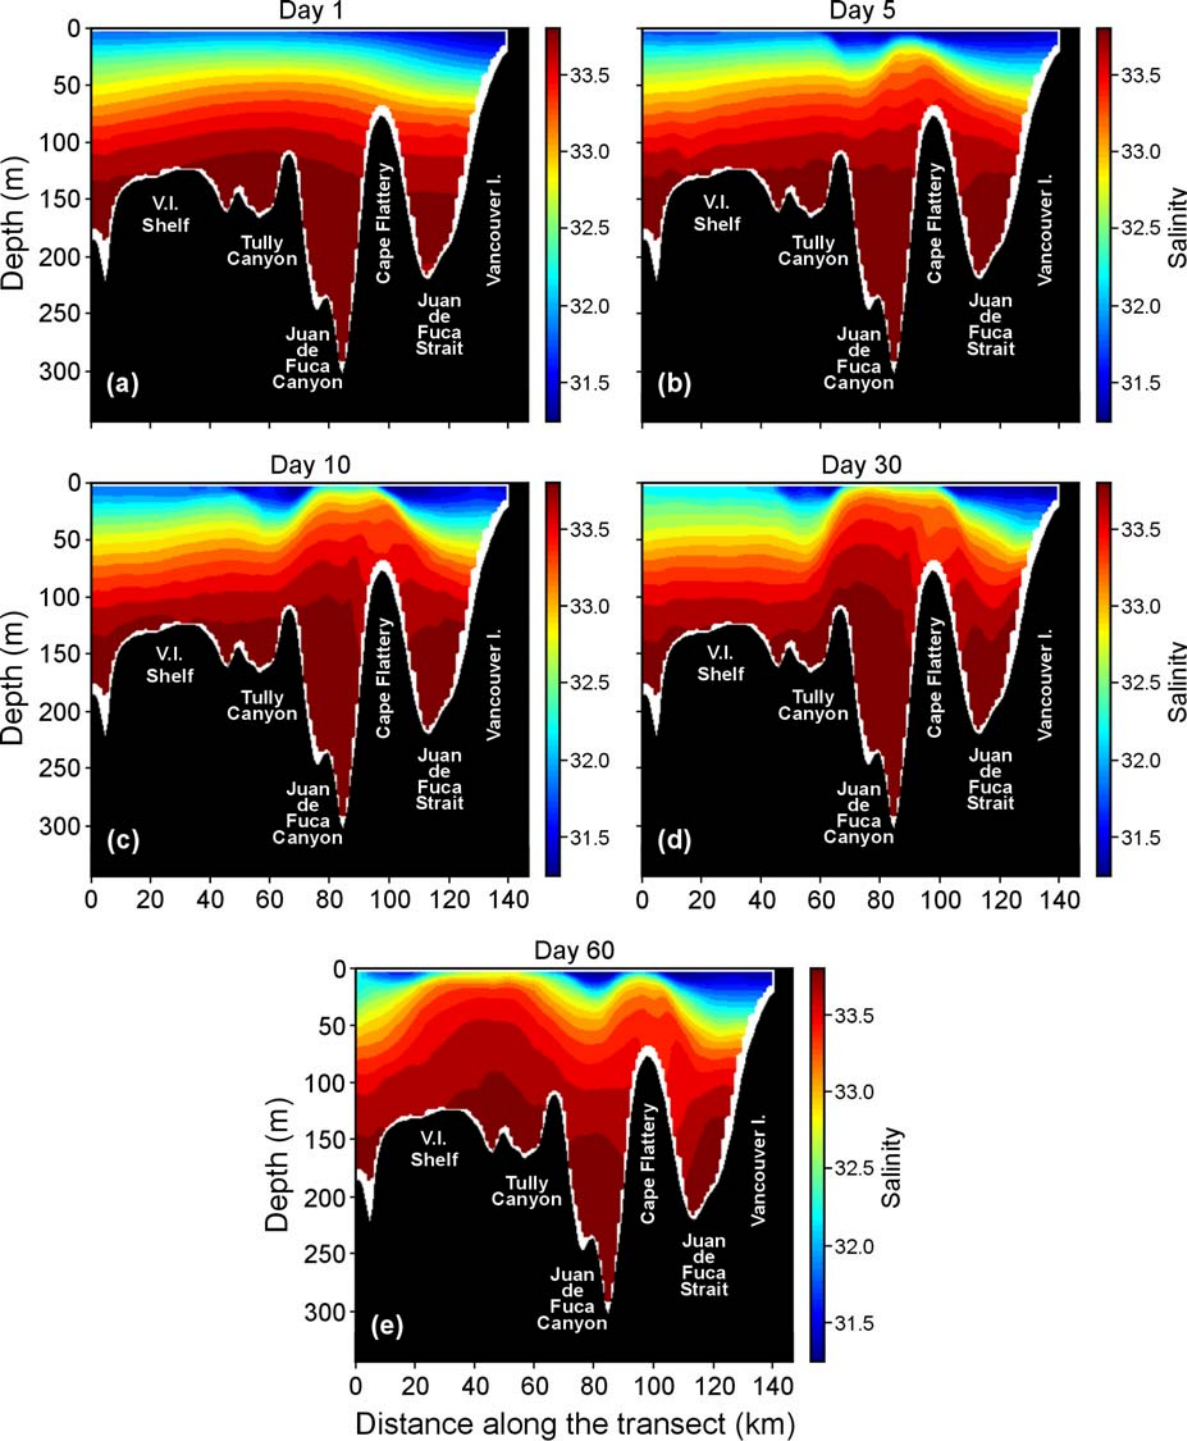 Day 1
Day 5
0
50
100
150
200
250
300
Depth (m)
V.I.
Shelf
Tully
Canyon
Juan
de
Fuca
Canyon
Cape Flattery
Juan
de
Fuca
Strait
Vancouver I.
(a)
33.5
33.0
32.5
32.0
31.5
V.I.
Shelf
Tully
Canyon
Juan
de
Fuca
Canyon
Cape Flattery
Juan
de
Fuca
Strait
Vancouver I.
(b)
33.5
33.0
32.5
32.0
31.5
Salinity
Day 10
Day 30
0
50
100
150
200
250
300
Depth (m)
V.I.
Shelf
Tully
Canyon
Juan
de
Fuca
Canyon
Cape Flattery
Juan
de
Fuca
Strait
Vancouver I.
(c)
33.5
33.0
32.5
32.0
31.5
0 20 40 60 80 100 120 140
V.I.
Shelf
Tully
Canyon
Juan
de
Fuca
Canyon
Cape Flattery
Juan
de
Fuca
Strait
Vancouver I.
(d)
33.5
33.0
32.5
32.0
31.5
Salinity
0 20 40 60 80 100 120 140
Day 60
0
50
100
150
200
250
300
Depth (m)
V.I.
Shelf
Tully
Canyon
Juan
de
Fuca
Canyon
Cape Flattery
Juan
de
Fuca
Strait
Vancouver I.
(e)
33.5
33.0
32.5
32.0
31.5
Salinity
0 20 40 60 80 100 120 140
Distance along the transect (km)